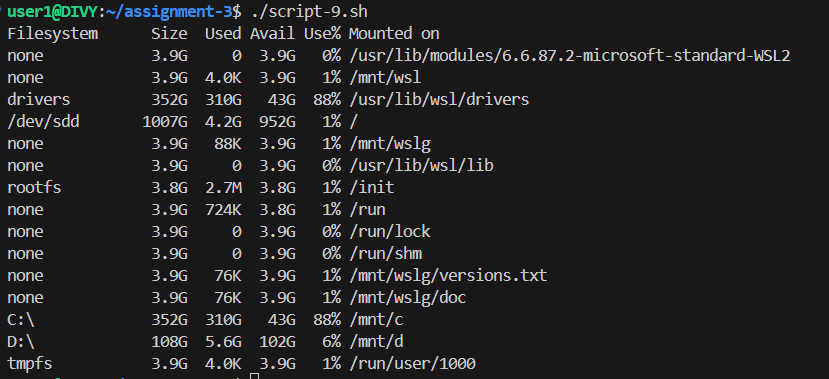 user1@DIVY:~/assignment-3$ ./script-9.sh
Filesystem      Size  Used Avail Use% Mounted on
none            3.9G     0  3.9G   0% /usr/lib/modules/6.6.87.2-microsoft-standard-WSL2
none            3.9G  4.0K  3.9G   1% /mnt/wsl
drivers         352G  310G   43G  88% /usr/lib/wsl/drivers
/dev/sdd       1007G  4.2G  952G   1% /
none            3.9G   88K  3.9G   1% /mnt/wslg
none            3.9G     0  3.9G   0% /usr/lib/wsl/lib
rootfs          3.8G  2.7M  3.8G   1% /init
none            3.9G  724K  3.8G   1% /run
none            3.9G     0  3.9G   0% /run/lock
none            3.9G     0  3.9G   0% /run/shm
none            3.9G   76K  3.9G   1% /mnt/wslg/versions.txt
none            3.9G   76K  3.9G   1% /mnt/wslg/doc
C:\             352G  310G   43G  88% /mnt/c
D:\             108G  5.6G  102G   6% /mnt/d
tmpfs           3.9G  4.0K  3.9G   1% /run/user/1000